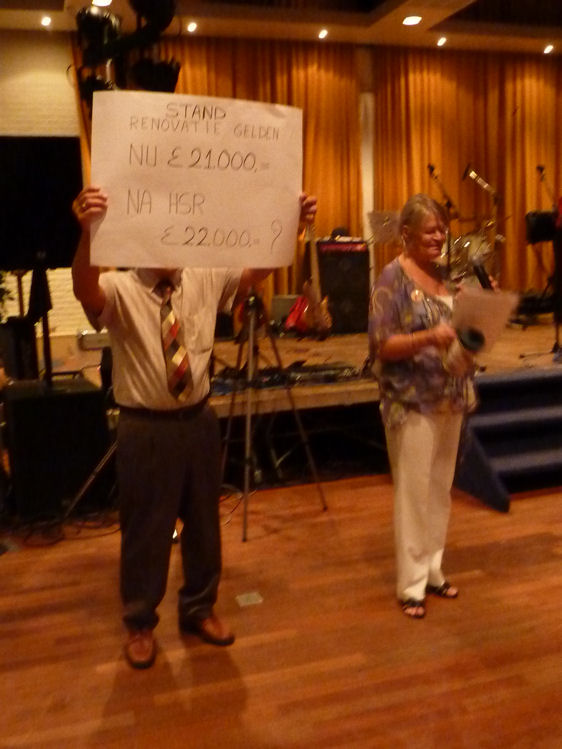 STAND
RENOVATIE GELDEN
NU £ 21.000,=
NA HSR
£ 22.000,= ?